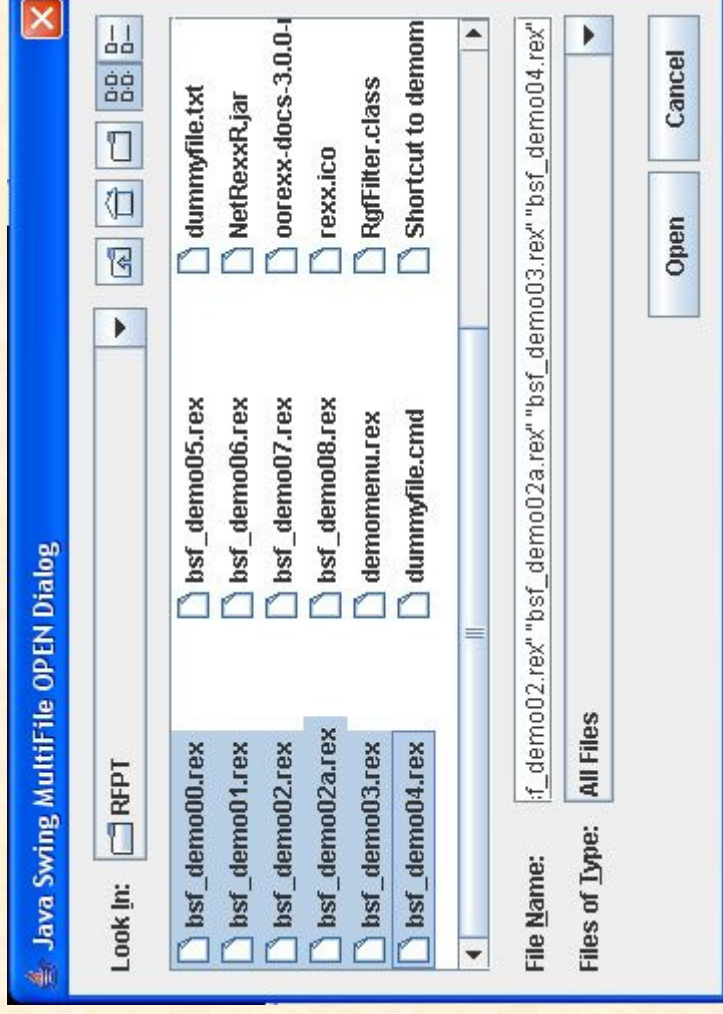 Java Swing MultiFile OPEN Dialog
Look In: RFPT
bsf_demo00.rex
bsf_demo01.rex
bsf_demo02.rex
bsf_demo02a.rex
bsf_demo03.rex
bsf_demo04.rex
bsf_demo05.rex
bsf_demo06.rex
bsf_demo07.rex
bsf_demo08.rex
demomenu.rex
dummyfile.cmd
dummyfile.txt
NetRexxR.jar
oorexx-docs-3.0.0-
rexx.ico
RgfFilter.class
Shortcut to demom
File Name: f_demo02.rex" "bsf_demo02a.rex" "bsf_demo03.rex" "bsf_demo04.rex"
Files of Type: All Files
Open Cancel